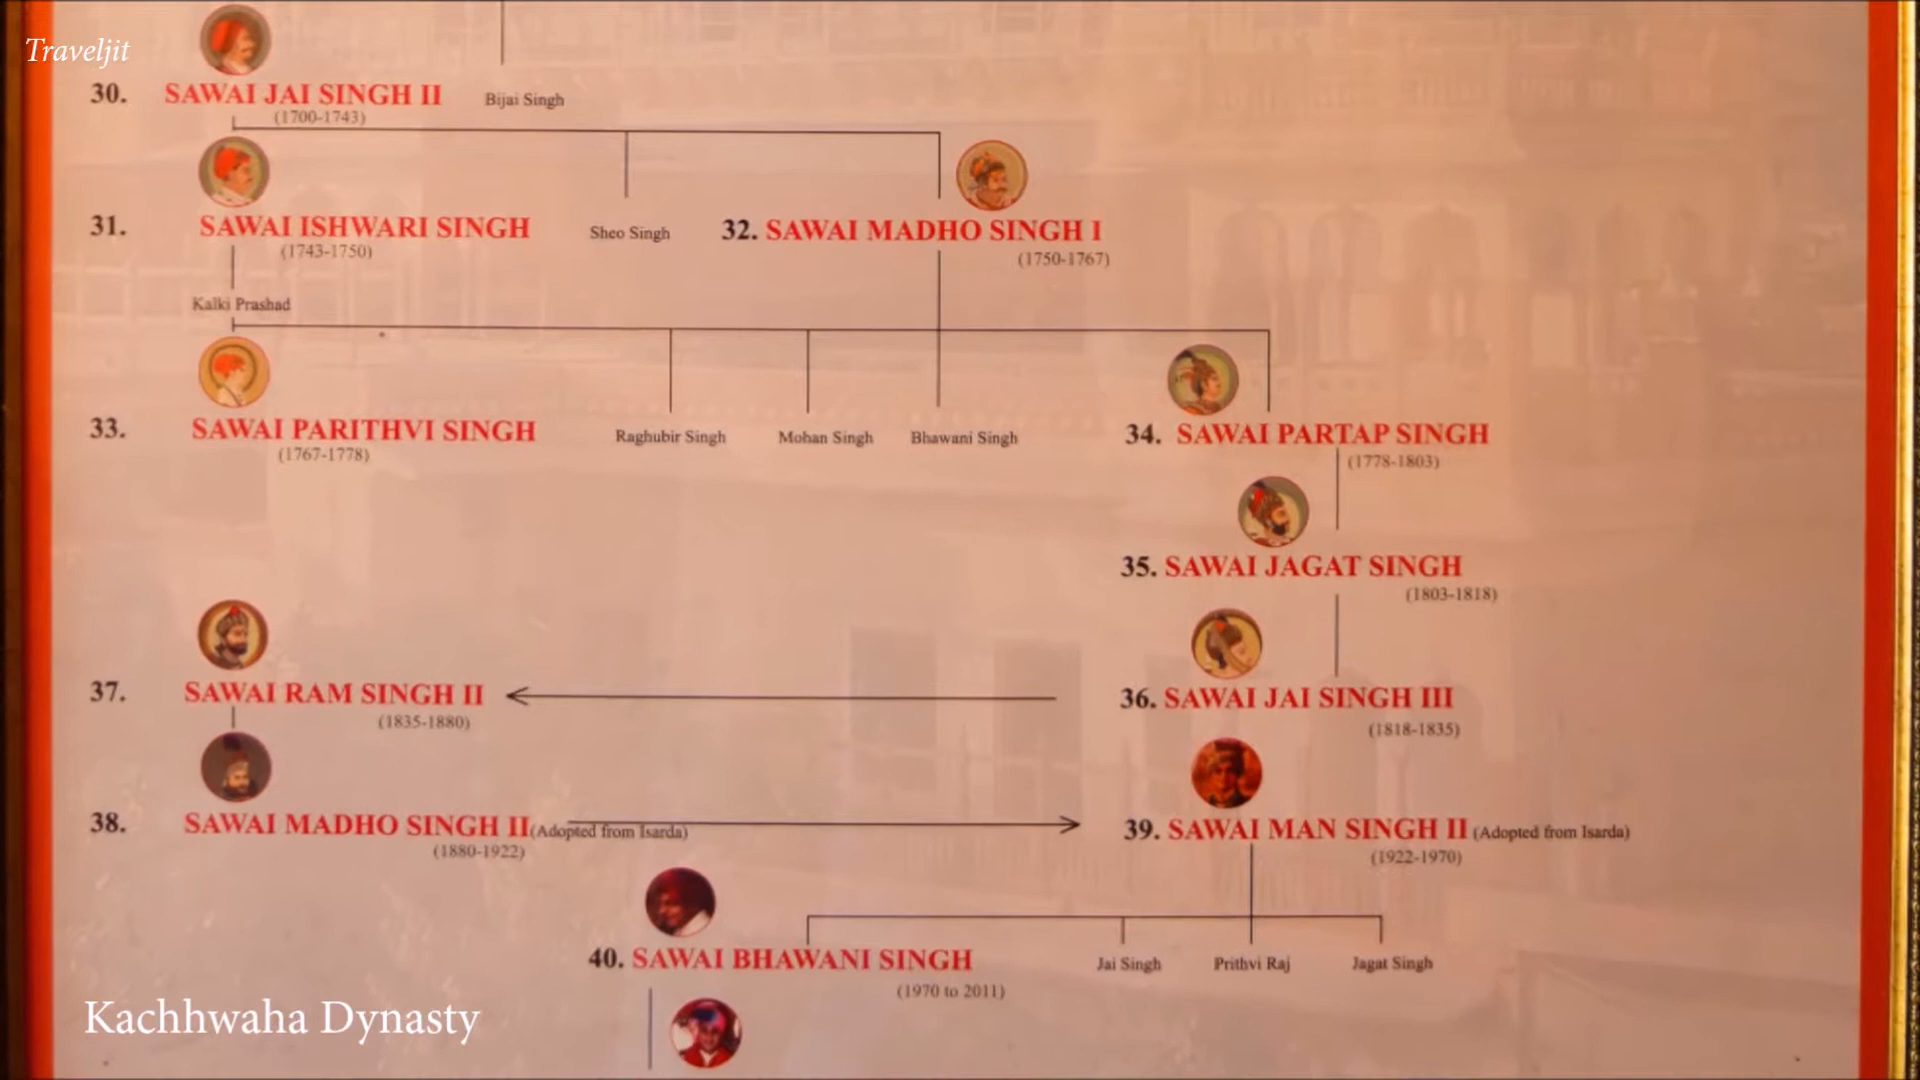 Traveljit
30. SAWAI JAI SINGH II Bijai Singh
(1700-1743)
31. SAWAI ISHWARI SINGH Sheo Singh 32. SAWAI MADHO SINGH I
(1743-1750) (1750-1767)
Kalki Prashad
33. SAWAI PARITHVI SINGH Raghubir Singh Mohan Singh Bhawani Singh 34. SAWAI PARTAP SINGH
(1767-1778) (1778-1803)
35. SAWAI JAGAT SINGH
(1803-1818)
37. SAWAI RAM SINGH II 36. SAWAI JAI SINGH III
(1835-1880) (1818-1835)
38. SAWAI MADHO SINGH II (Adopted from Isarda) 39. SAWAI MAN SINGH II (Adopted from Isarda)
(1880-1922) (1922-1970)
40. SAWAI BHAWANI SINGH Jai Singh Prithvi Raj Jagat Singh
(1970 to 2011)
Kachhwaha Dynasty